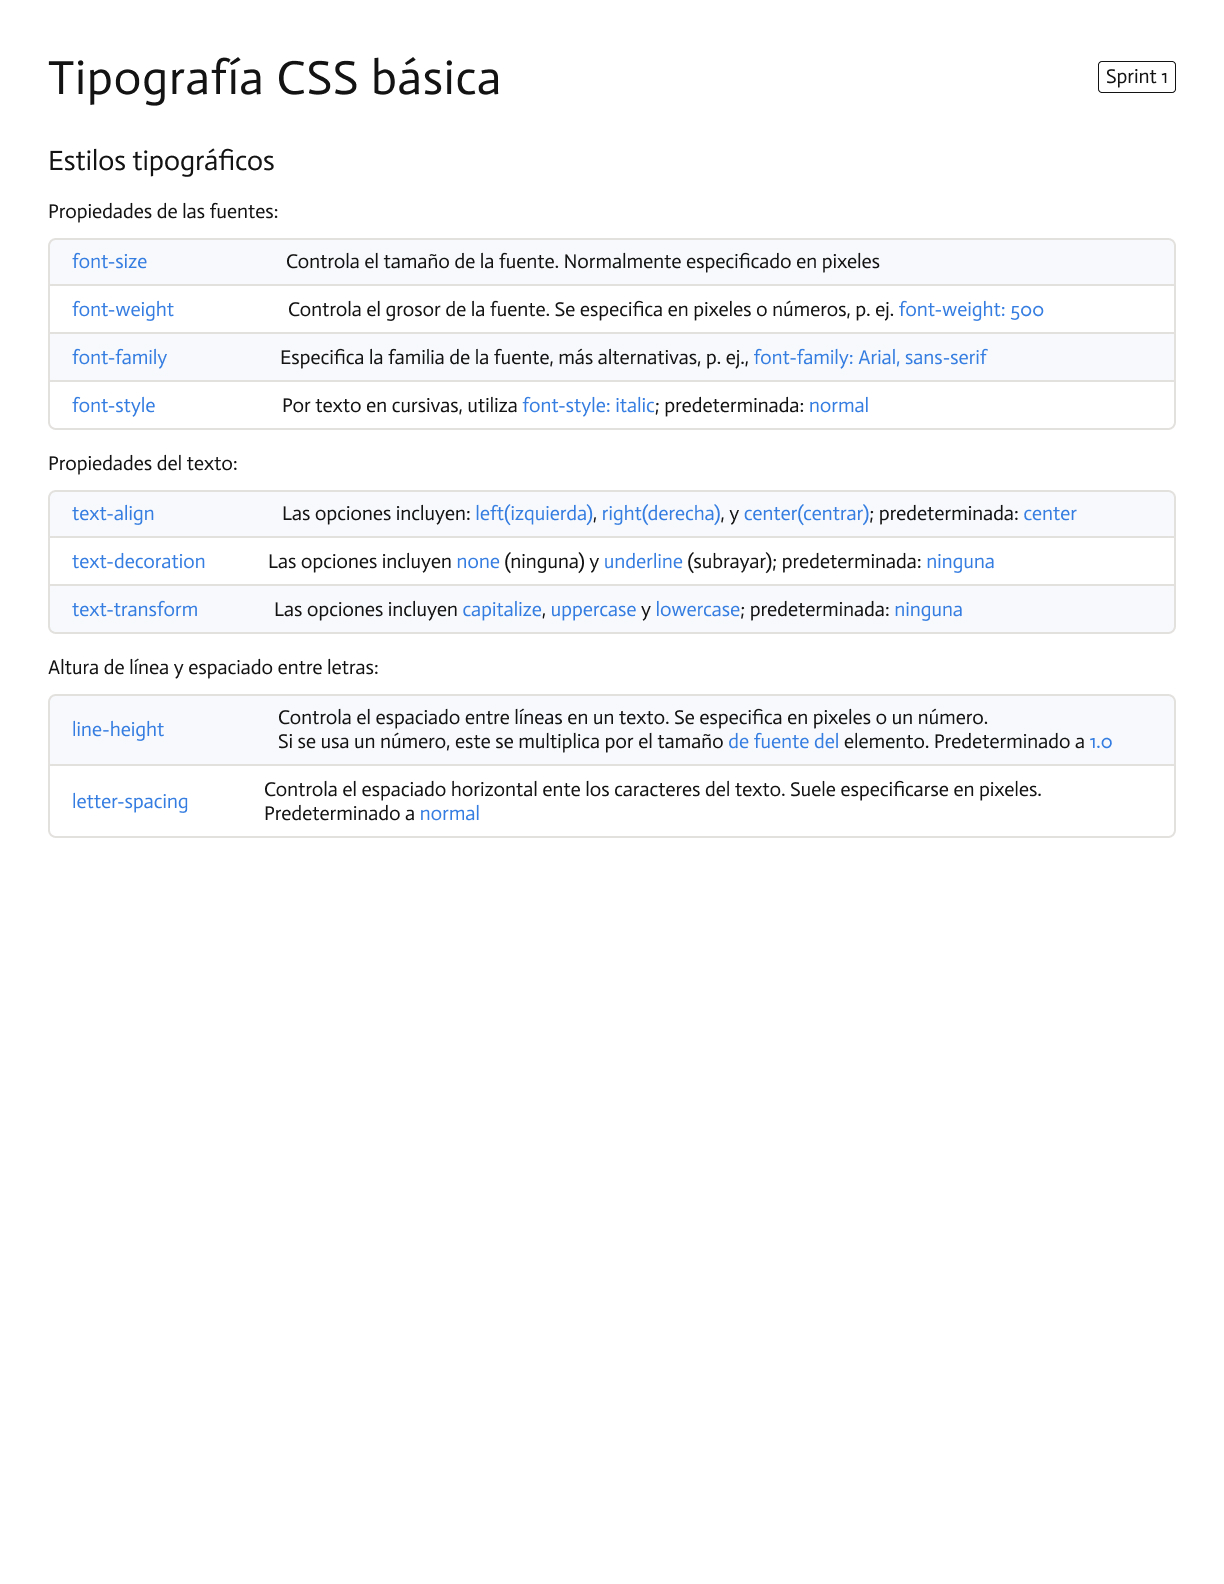 Tipografía CSS básica
Sprint 1
Estilos tipográficos
Propiedades de las fuentes:
font-size Controla el tamaño de la fuente. Normalmente especificado en pixeles
font-weight Controla el grosor de la fuente. Se especifica en pixeles o números, p. ej. font-weight: 500
font-family Especifica la familia de la fuente, más alternativas, p. ej., font-family: Arial, sans-serif
font-style Por texto en cursivas, utiliza font-style: italic; predeterminada: normal
Propiedades del texto:
text-align Las opciones incluyen: left(izquierda), right(derecha), y center(centrar); predeterminada: center
text-decoration Las opciones incluyen none (ninguna) y underline (subrayar); predeterminada: ninguna
text-transform Las opciones incluyen capitalize, uppercase y lowercase; predeterminada: ninguna
Altura de línea y espaciado entre letras:
line-height
Controla el espaciado entre líneas en un texto. Se especifica en pixeles o un número.
Si se usa un número, este se multiplica por el tamaño de fuente del elemento. Predeterminado a 1.0
letter-spacing
Controla el espaciado horizontal ente los caracteres del texto. Suele especificarse en pixeles.
Predeterminado a normal